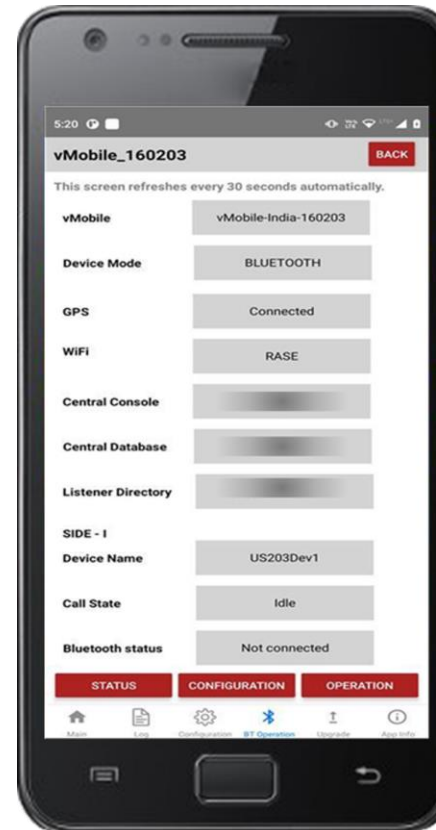 5:20
vMobile_160203 BACK
This screen refreshes every 30 seconds automatically.
vMobile vMobile-India-160203
Device Mode BLUETOOTH
GPS Connected
WiFi RASE
Central Console
Central Database
Listener Directory
SIDE - I
Device Name US203Dev1
Call State Idle
Bluetooth status Not connected
STATUS CONFIGURATION OPERATION
Main Log Configuration BT Operation Upgrade App Info